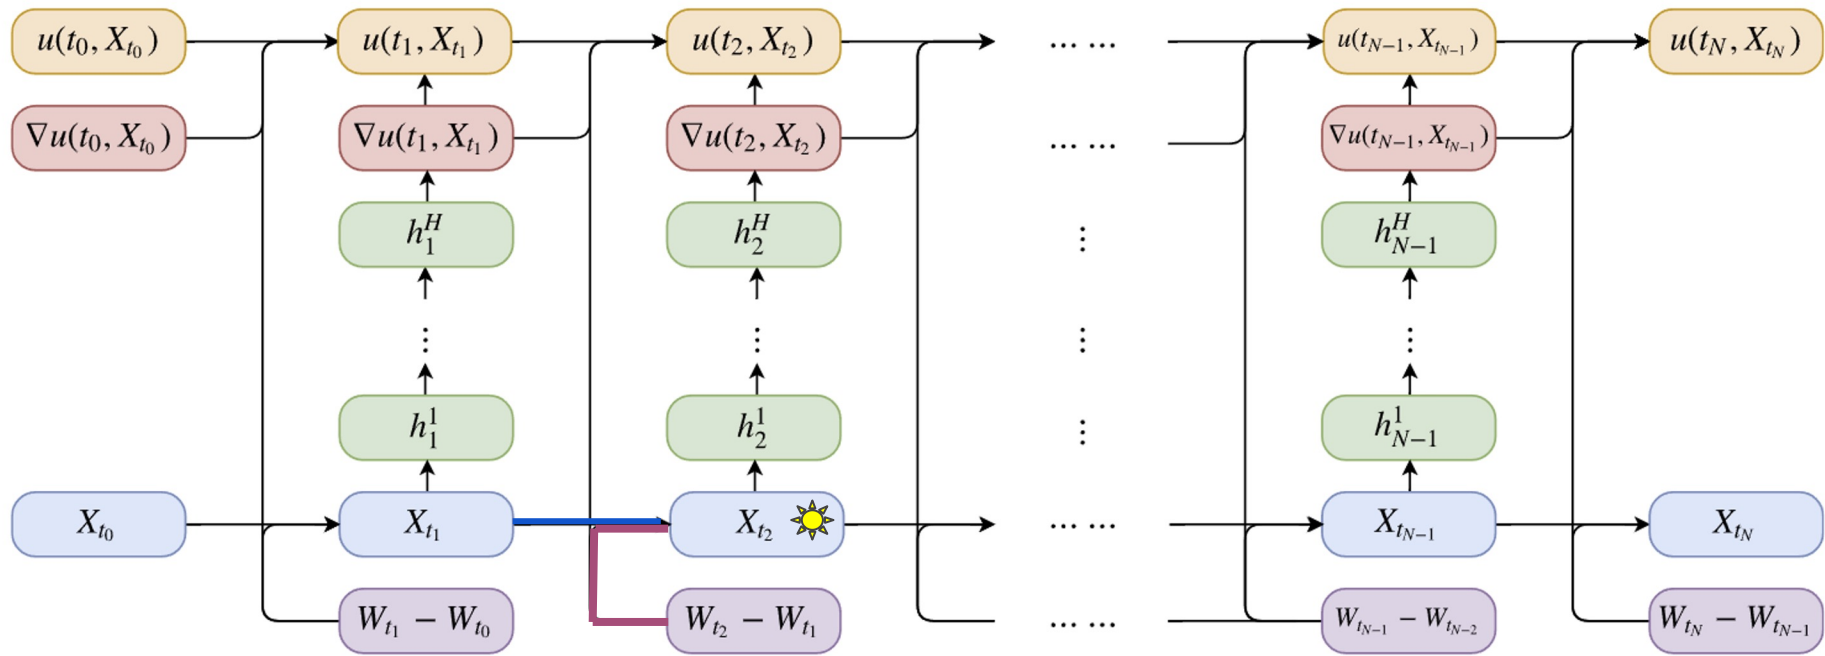 u(t_0, X_{t_0}) u(t_1, X_{t_1}) u(t_2, X_{t_2}) ... ... u(t_{N−1}, X_{t_{N−1}}) u(t_N, X_{t_N})
∇u(t_0, X_{t_0}) ∇u(t_1, X_{t_1}) ∇u(t_2, X_{t_2}) ... ... ∇u(t_{N−1}, X_{t_{N−1}})
h_1^H h_2^H ⋮ h_{N−1}^H
⋮ ⋮ ⋮ ⋮
h_1^1 h_2^1 ⋮ h_{N−1}^1
X_{t_0} X_{t_1} X_{t_2} ... ... X_{t_{N−1}} X_{t_N}
W_{t_1} − W_{t_0} W_{t_2} − W_{t_1} ... ... W_{t_{N−1}} − W_{t_{N−2}} W_{t_N} − W_{t_{N−1}}